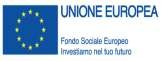 UNIONE EUROPEA
Fondo Sociale Europeo
Investiamo nel tuo futuro